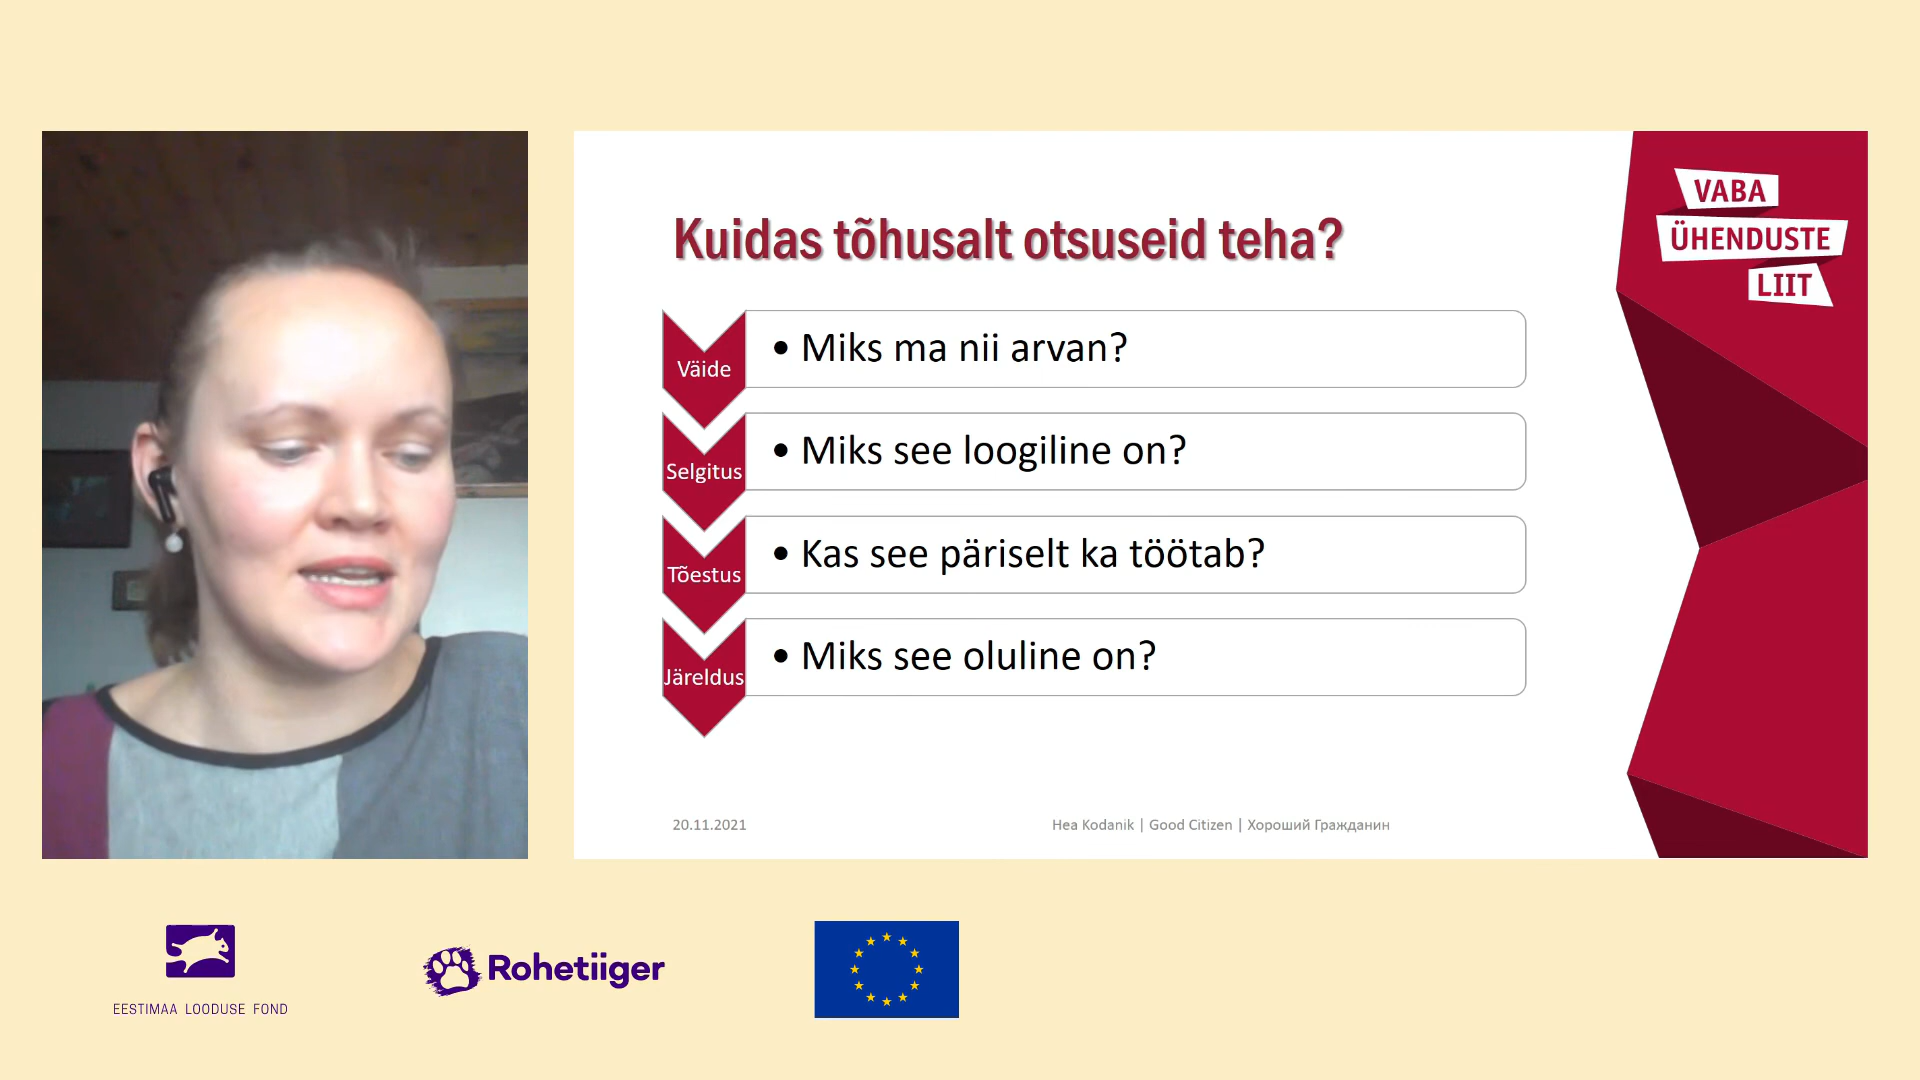 VABA
ÜHENDUSTE
LIIT
Kuidas tõhusalt otsuseid teha?
Väide
• Miks ma nii arvan?
Selgitus
• Miks see loogiline on?
Tõestus
• Kas see päriselt ka töötab?
Järeldus
• Miks see oluline on?
20.11.2021
Hea Kodanik | Good Citizen | Хороший Гражданин
EESTIMAA LOODUSE FOND
Rohetiiger